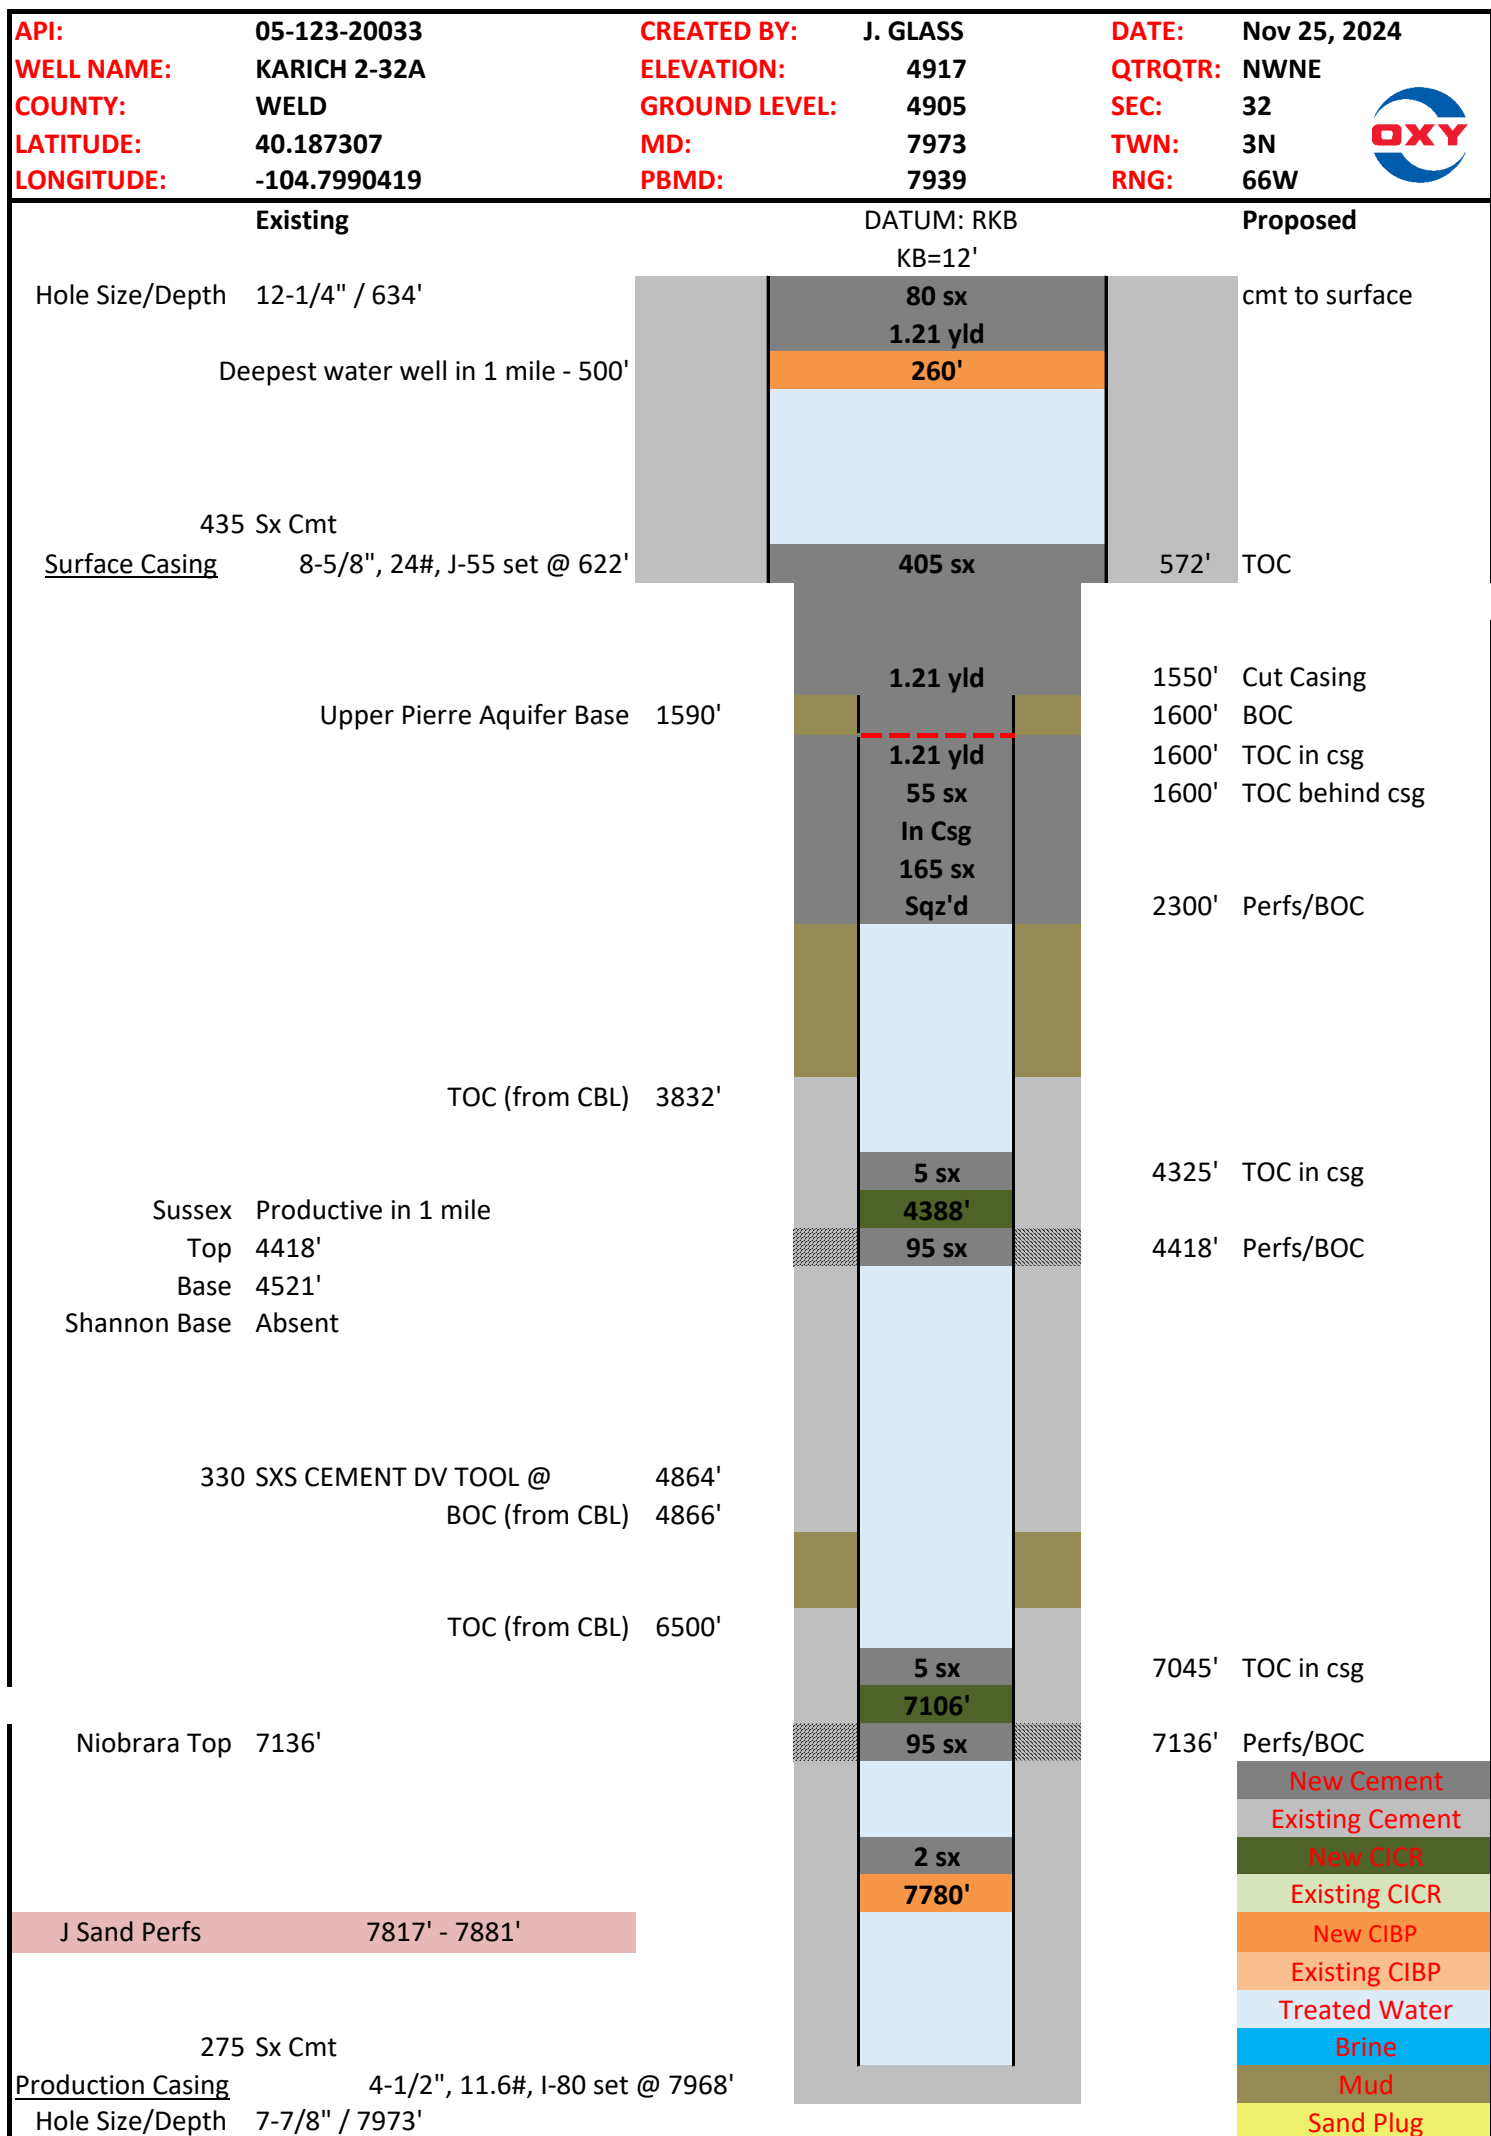 API: 05-123-20033 CREATED BY: J. GLASS DATE: Nov 25, 2024
WELL NAME: KARICH 2-32A ELEVATION: 4917 QTRQTR: NWNE
COUNTY: WELD GROUND LEVEL: 4905 SEC: 32
LATITUDE: 40.187307 MD: 7973 TWN: 3N
LONGITUDE: -104.7990419 PBMD: 7939 RNG: 66W
OXY
Existing DATUM: RKB Proposed
KB=12'
Hole Size/Depth 12-1/4" / 634' 80 sx cmt to surface
1.21 yld
Deepest water well in 1 mile - 500' 260'
435 Sx Cmt
Surface Casing 8-5/8", 24#, J-55 set @ 622' 405 sx 572' TOC
1.21 yld 1550' Cut Casing
Upper Pierre Aquifer Base 1590' 1600' BOC
1.21 yld 1600' TOC in csg
55 sx 1600' TOC behind csg
In Csg
165 sx
Sqz'd 2300' Perfs/BOC
TOC (from CBL) 3832'
5 sx 4325' TOC in csg
Sussex Productive in 1 mile 4388'
Top 4418' 95 sx 4418' Perfs/BOC
Base 4521'
Shannon Base Absent
330 SXS CEMENT DV TOOL @ 4864'
BOC (from CBL) 4866'
TOC (from CBL) 6500'
5 sx 7045' TOC in csg
7106'
Niobrara Top 7136' 95 sx 7136' Perfs/BOC
New Cement
Existing Cement
2 sx New CICR
7780' Existing CICR
J Sand Perfs 7817' - 7881' New CIBP
Existing CIBP
Treated Water
275 Sx Cmt Brine
Production Casing 4-1/2", 11.6#, I-80 set @ 7968' Mud
Hole Size/Depth 7-7/8" / 7973' Sand Plug